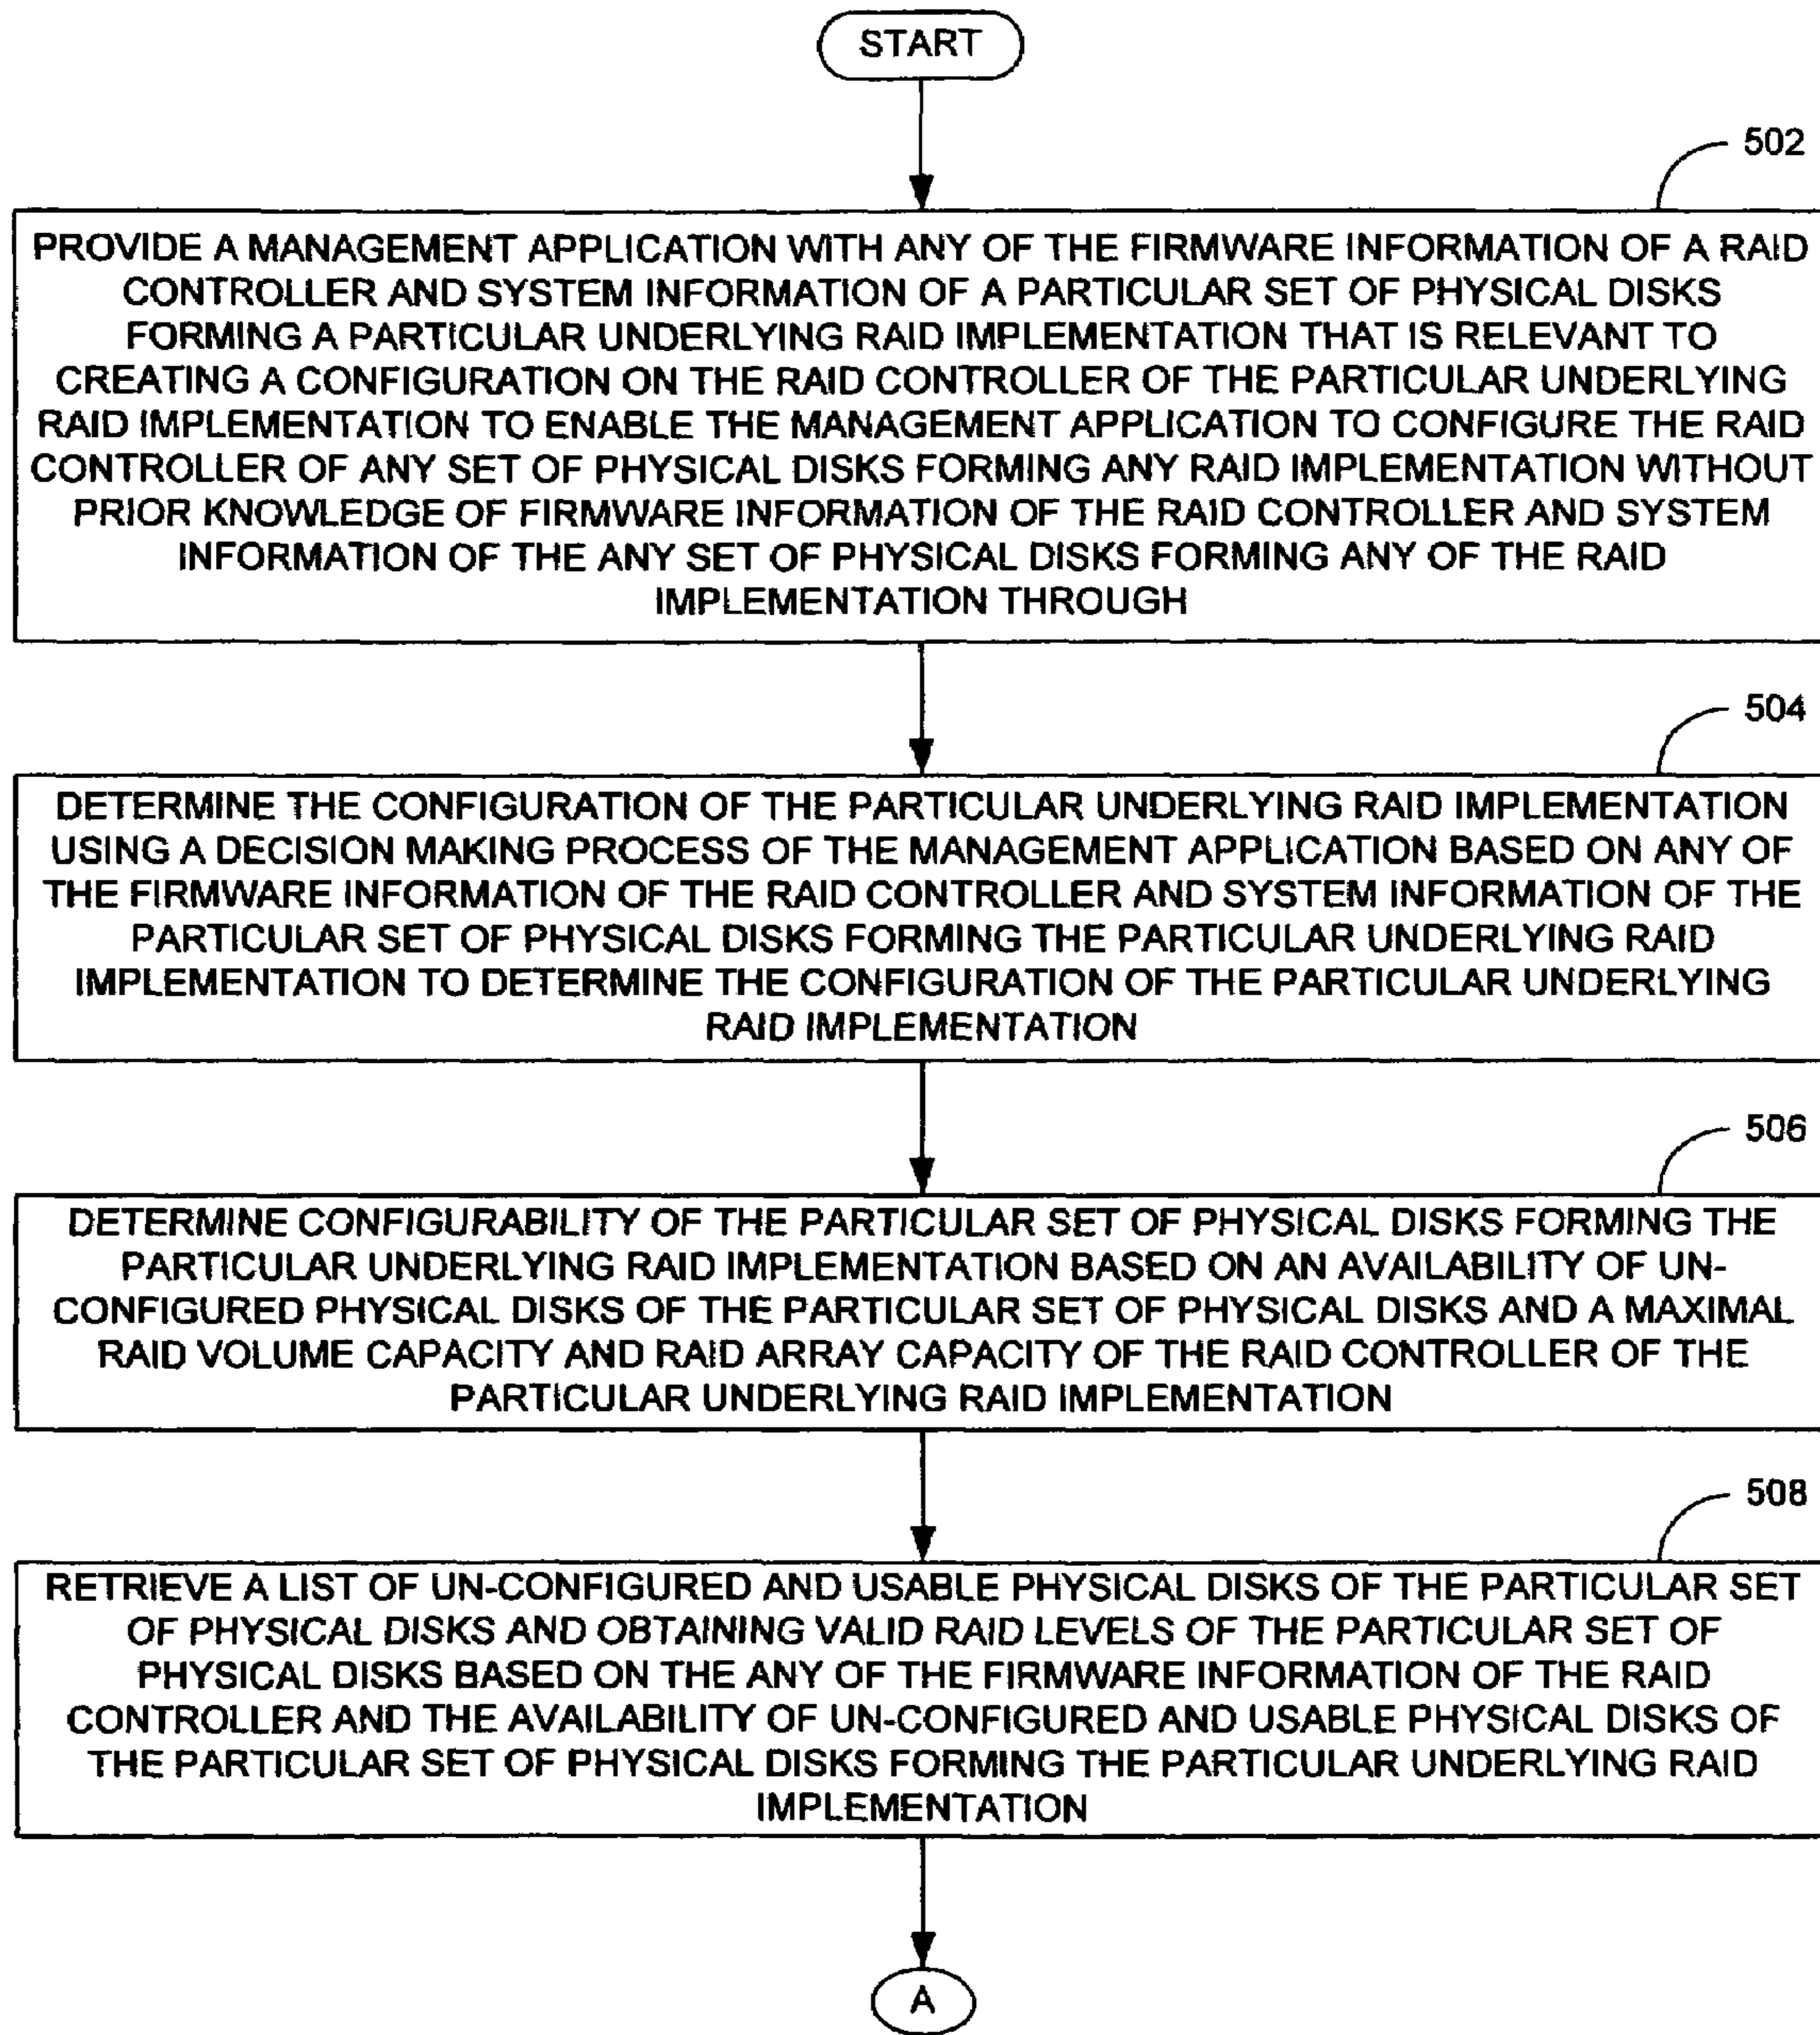 START
502
PROVIDE A MANAGEMENT APPLICATION WITH ANY OF THE FIRMWARE INFORMATION OF A RAID
CONTROLLER AND SYSTEM INFORMATION OF A PARTICULAR SET OF PHYSICAL DISKS
FORMING A PARTICULAR UNDERLYING RAID IMPLEMENTATION THAT IS RELEVANT TO
CREATING A CONFIGURATION ON THE RAID CONTROLLER OF THE PARTICULAR UNDERLYING
RAID IMPLEMENTATION TO ENABLE THE MANAGEMENT APPLICATION TO CONFIGURE THE RAID
CONTROLLER OF ANY SET OF PHYSICAL DISKS FORMING ANY RAID IMPLEMENTATION WITHOUT
PRIOR KNOWLEDGE OF FIRMWARE INFORMATION OF THE RAID CONTROLLER AND SYSTEM
INFORMATION OF THE ANY SET OF PHYSICAL DISKS FORMING ANY OF THE RAID
IMPLEMENTATION THROUGH
504
DETERMINE THE CONFIGURATION OF THE PARTICULAR UNDERLYING RAID IMPLEMENTATION
USING A DECISION MAKING PROCESS OF THE MANAGEMENT APPLICATION BASED ON ANY OF
THE FIRMWARE INFORMATION OF THE RAID CONTROLLER AND SYSTEM INFORMATION OF THE
PARTICULAR SET OF PHYSICAL DISKS FORMING THE PARTICULAR UNDERLYING RAID
IMPLEMENTATION TO DETERMINE THE CONFIGURATION OF THE PARTICULAR UNDERLYING
RAID IMPLEMENTATION
506
DETERMINE CONFIGURABILITY OF THE PARTICULAR SET OF PHYSICAL DISKS FORMING THE
PARTICULAR UNDERLYING RAID IMPLEMENTATION BASED ON AN AVAILABILITY OF UN-
CONFIGURED PHYSICAL DISKS OF THE PARTICULAR SET OF PHYSICAL DISKS AND A MAXIMAL
RAID VOLUME CAPACITY AND RAID ARRAY CAPACITY OF THE RAID CONTROLLER OF THE
PARTICULAR UNDERLYING RAID IMPLEMENTATION
508
RETRIEVE A LIST OF UN-CONFIGURED AND USABLE PHYSICAL DISKS OF THE PARTICULAR SET
OF PHYSICAL DISKS AND OBTAINING VALID RAID LEVELS OF THE PARTICULAR SET OF
PHYSICAL DISKS BASED ON THE ANY OF THE FIRMWARE INFORMATION OF THE RAID
CONTROLLER AND THE AVAILABILITY OF UN-CONFIGURED AND USABLE PHYSICAL DISKS OF
THE PARTICULAR SET OF PHYSICAL DISKS FORMING THE PARTICULAR UNDERLYING RAID
IMPLEMENTATION
A